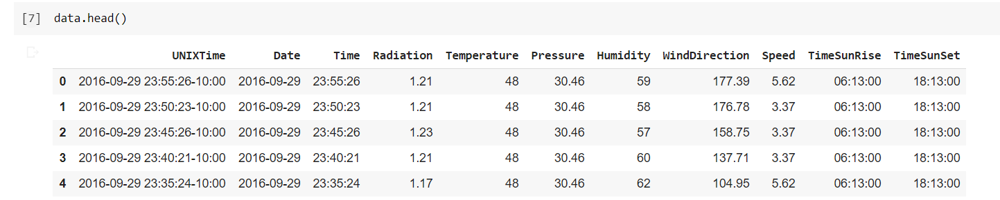 [7] data.head()
UNIXTime Date Time Radiation Temperature Pressure Humidity WindDirection Speed TimeSunRise TimeSunSet
0 2016-09-29 23:55:26-10:00 2016-09-29 23:55:26 1.21 48 30.46 59 177.39 5.62 06:13:00 18:13:00
1 2016-09-29 23:50:23-10:00 2016-09-29 23:50:23 1.21 48 30.46 58 176.78 3.37 06:13:00 18:13:00
2 2016-09-29 23:45:26-10:00 2016-09-29 23:45:26 1.23 48 30.46 57 158.75 3.37 06:13:00 18:13:00
3 2016-09-29 23:40:21-10:00 2016-09-29 23:40:21 1.21 48 30.46 60 137.71 3.37 06:13:00 18:13:00
4 2016-09-29 23:35:24-10:00 2016-09-29 23:35:24 1.17 48 30.46 62 104.95 5.62 06:13:00 18:13:00